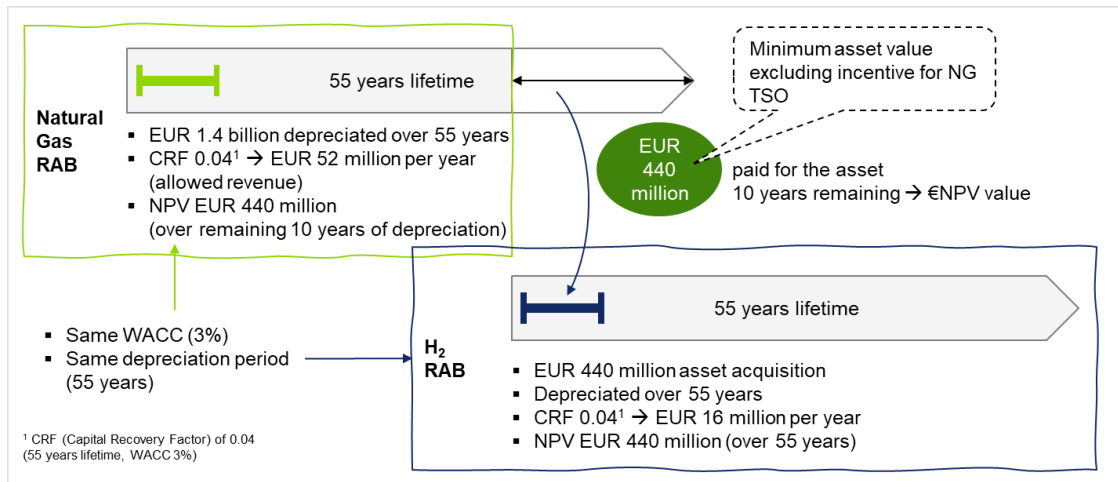 55 years lifetime
Natural
Gas
RAB
▪ EUR 1.4 billion depreciated over 55 years
▪ CRF 0.04¹ → EUR 52 million per year
(allowed revenue)
▪ NPV EUR 440 million
(over remaining 10 years of depreciation)
Minimum asset value
excluding incentive for NG
TSO
EUR
440
million
paid for the asset
10 years remaining → €NPV value
▪ Same WACC (3%)
▪ Same depreciation period
(55 years)
55 years lifetime
H₂
RAB
▪ EUR 440 million asset acquisition
▪ Depreciated over 55 years
▪ CRF 0.04¹ → EUR 16 million per year
▪ NPV EUR 440 million (over 55 years)
¹ CRF (Capital Recovery Factor) of 0.04
(55 years lifetime, WACC 3%)